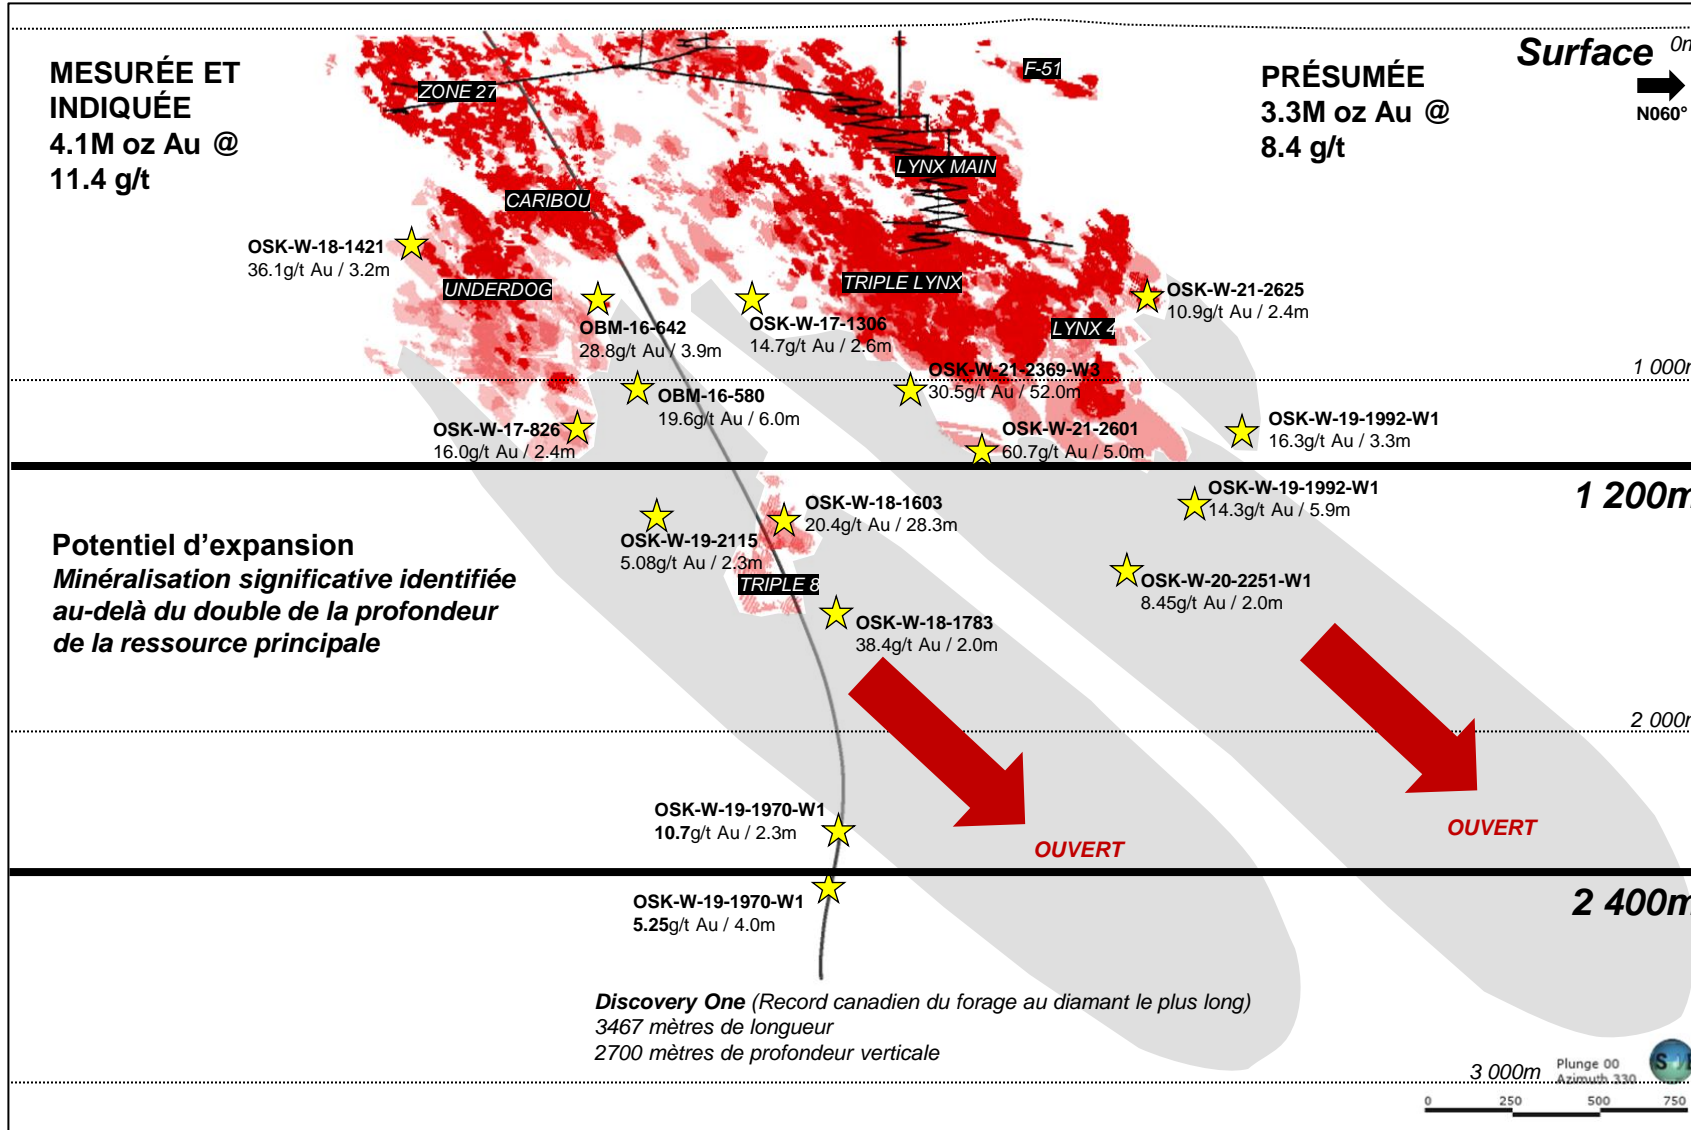 Surface
0m
MESURÉE ET
INDIQUÉE
4.1M oz Au @
11.4 g/t
PRÉSUMÉE
3.3M oz Au @
8.4 g/t
N060°
F-51
ZONE 27
LYNX MAIN
CARIBOU
OSK-W-18-1421
36.1g/t Au / 3.2m
UNDERDOG
TRIPLE LYNX
OSK-W-21-2625
10.9g/t Au / 2.4m
OBM-16-642
28.8g/t Au / 3.9m
OSK-W-17-1306
14.7g/t Au / 2.6m
LYNX 4
1 000m
OSK-W-21-2369-W3
30.5g/t Au / 52.0m
OBM-16-580
19.6g/t Au / 6.0m
OSK-W-17-826
16.0g/t Au / 2.4m
OSK-W-21-2601
60.7g/t Au / 5.0m
OSK-W-19-1992-W1
16.3g/t Au / 3.3m
1 200m
OSK-W-19-1992-W1
14.3g/t Au / 5.9m
OSK-W-18-1603
20.4g/t Au / 28.3m
OSK-W-19-2115
5.08g/t Au / 2.3m
TRIPLE 8
OSK-W-20-2251-W1
8.45g/t Au / 2.0m
Potentiel d'expansion
Minéralisation significative identifiée
au-delà du double de la profondeur
de la ressource principale
OSK-W-18-1783
38.4g/t Au / 2.0m
2 000m
OSK-W-19-1970-W1
10.7g/t Au / 2.3m
OUVERT
OUVERT
2 400m
OSK-W-19-1970-W1
5.25g/t Au / 4.0m
Discovery One (Record canadien du forage au diamant le plus long)
3467 mètres de longueur
2700 mètres de profondeur verticale
3 000m
Plunge 00
Azimuth 330
0 250 500 750